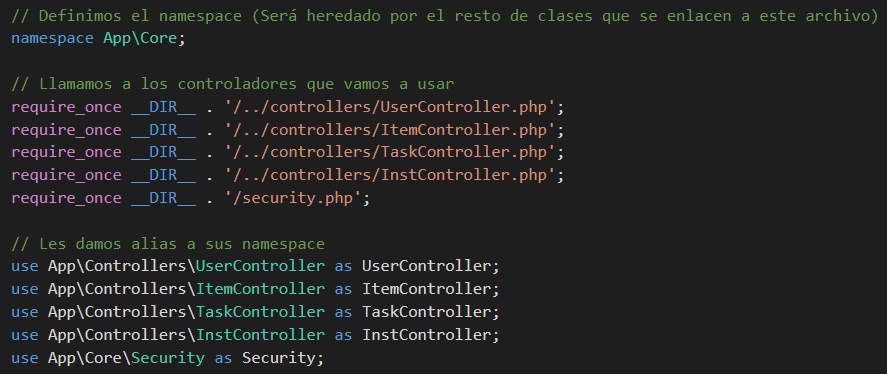 // Definimos el namespace (Será heredado por el resto de clases que se enlacen a este archivo)
namespace App\Core;
// Llamamos a los controladores que vamos a usar
require_once __DIR__ . '/../controllers/UserController.php';
require_once __DIR__ . '/../controllers/ItemController.php';
require_once __DIR__ . '/../controllers/TaskController.php';
require_once __DIR__ . '/../controllers/InstController.php';
require_once __DIR__ . '/security.php';
// Les damos alias a sus namespace
use App\Controllers\UserController as UserController;
use App\Controllers\ItemController as ItemController;
use App\Controllers\TaskController as TaskController;
use App\Controllers\InstController as InstController;
use App\Core\Security as Security;